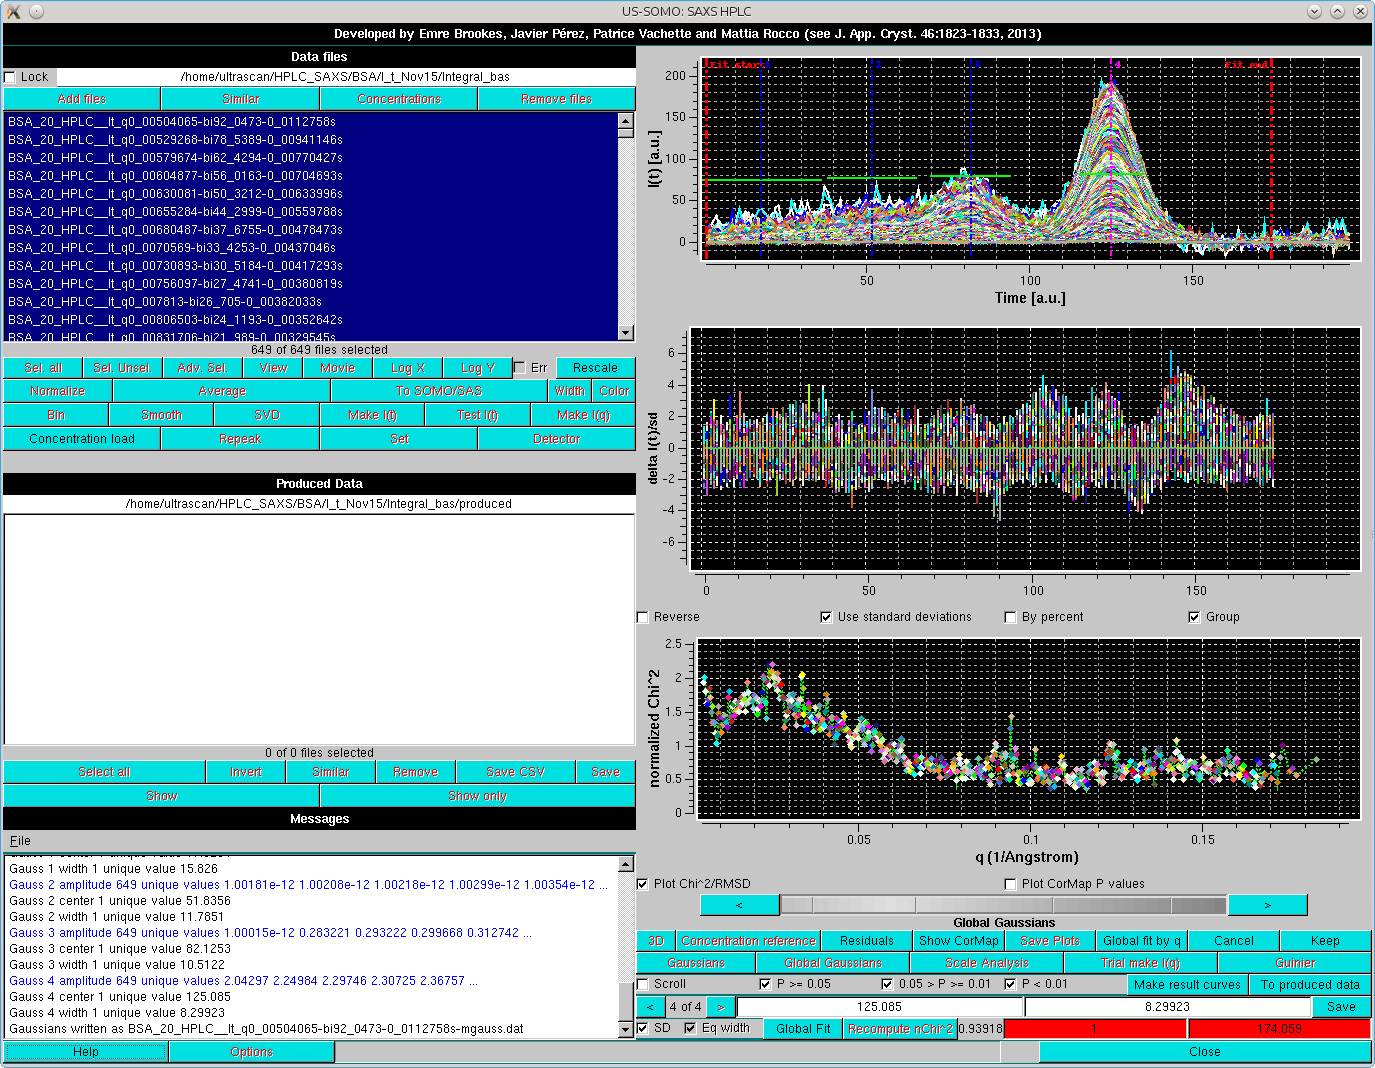 US-SOMO: SAXS HPLC
Developed by Emre Brookes, Javier Pérez, Patrice Vachette and Mattia Rocco (see J. App. Cryst. 46:1823-1833, 2013)
Data files
Lock /home/ultrascan/HPLC_SAXS/BSA/I_t_Nov15/Integral_bas
Add files Similar Concentrations Remove files
BSA_20_HPLC__It_q0_00504065-bi92_0473-0_0112758s
BSA_20_HPLC__It_q0_00529268-bi78_5389-0_00941146s
BSA_20_HPLC__It_q0_00579674-bi62_4294-0_00770427s
BSA_20_HPLC__It_q0_00604877-bi56_0163-0_00704693s
BSA_20_HPLC__It_q0_00630081-bi50_3212-0_00633996s
BSA_20_HPLC__It_q0_00655284-bi44_2999-0_00559788s
BSA_20_HPLC__It_q0_00680487-bi37_6755-0_00478473s
BSA_20_HPLC__It_q0_0070569-bi33_4253-0_00437046s
BSA_20_HPLC__It_q0_00730893-bi30_5184-0_00417293s
BSA_20_HPLC__It_q0_00756097-bi27_4741-0_00380819s
BSA_20_HPLC__It_q0_007813-bi26_705-0_00382033s
BSA_20_HPLC__It_q0_00806503-bi24_1193-0_00352642s
BSA_20_HPLC__It_q0_00831706-bi21_989-0_00329545s
649 of 649 files selected
Sel. all Sel. Unsel. Adv. Sel. View Movie Log X Log Y Err Rescale
Normalize Average To SOMO/SAS Width Color
Bin Smooth SVD Make I(t) Test I(t) Make I(q)
Concentration load Repeak Set Detector
Produced Data
/home/ultrascan/HPLC_SAXS/BSA/I_t_Nov15/Integral_bas/produced
0 of 0 files selected
Select all Invert Similar Remove Save CSV Save
Show Show only
Messages
File
Gauss 1 width 1 unique value 15.826
Gauss 2 amplitude 649 unique values 1.00181e-12 1.00208e-12 1.00218e-12 1.00299e-12 1.00354e-12 ...
Gauss 2 center 1 unique value 51.8356
Gauss 2 width 1 unique value 11.7851
Gauss 3 amplitude 649 unique values 1.00015e-12 0.283221 0.293222 0.299668 0.312742 ...
Gauss 3 center 1 unique value 82.1253
Gauss 3 width 1 unique value 10.5122
Gauss 4 amplitude 649 unique values 2.04297 2.24984 2.29746 2.30725 2.36757 ...
Gauss 4 center 1 unique value 125.085
Gauss 4 width 1 unique value 8.29923
Gaussians written as BSA_20_HPLC__It_q0_00504065-bi92_0473-0_0112758s-mgauss.dat
Help Options
Fit start 1 2 3 4 Fit end
I(t) [a.u.]
200
150
100
50
0
50 100 150
Time [a.u.]
delta I(t)/sd
6
4
2
0
-2
-4
-6
0 50 100 150
Reverse Use standard deviations By percent Group
normalized Chi^2
2.5
2
1.5
1
0.5
0
0.05 0.1 0.15
q (1/Angstrom)
Plot Chi^2/RMSD Plot CorMap P values
< >
Global Gaussians
3D Concentration reference Residuals Show CorMap Save Plots Global fit by q Cancel Keep
Gaussians Global Gaussians Scale Analysis Trial make I(q) Guinier
Scroll P >= 0.05 0.05 > P >= 0.01 P < 0.01 Make result curves To produced data
< 4 of 4 > 125.085 8.29923 Save
SD Eq width Global Fit Recompute nChi^2 0.93918 1 174.059
Close